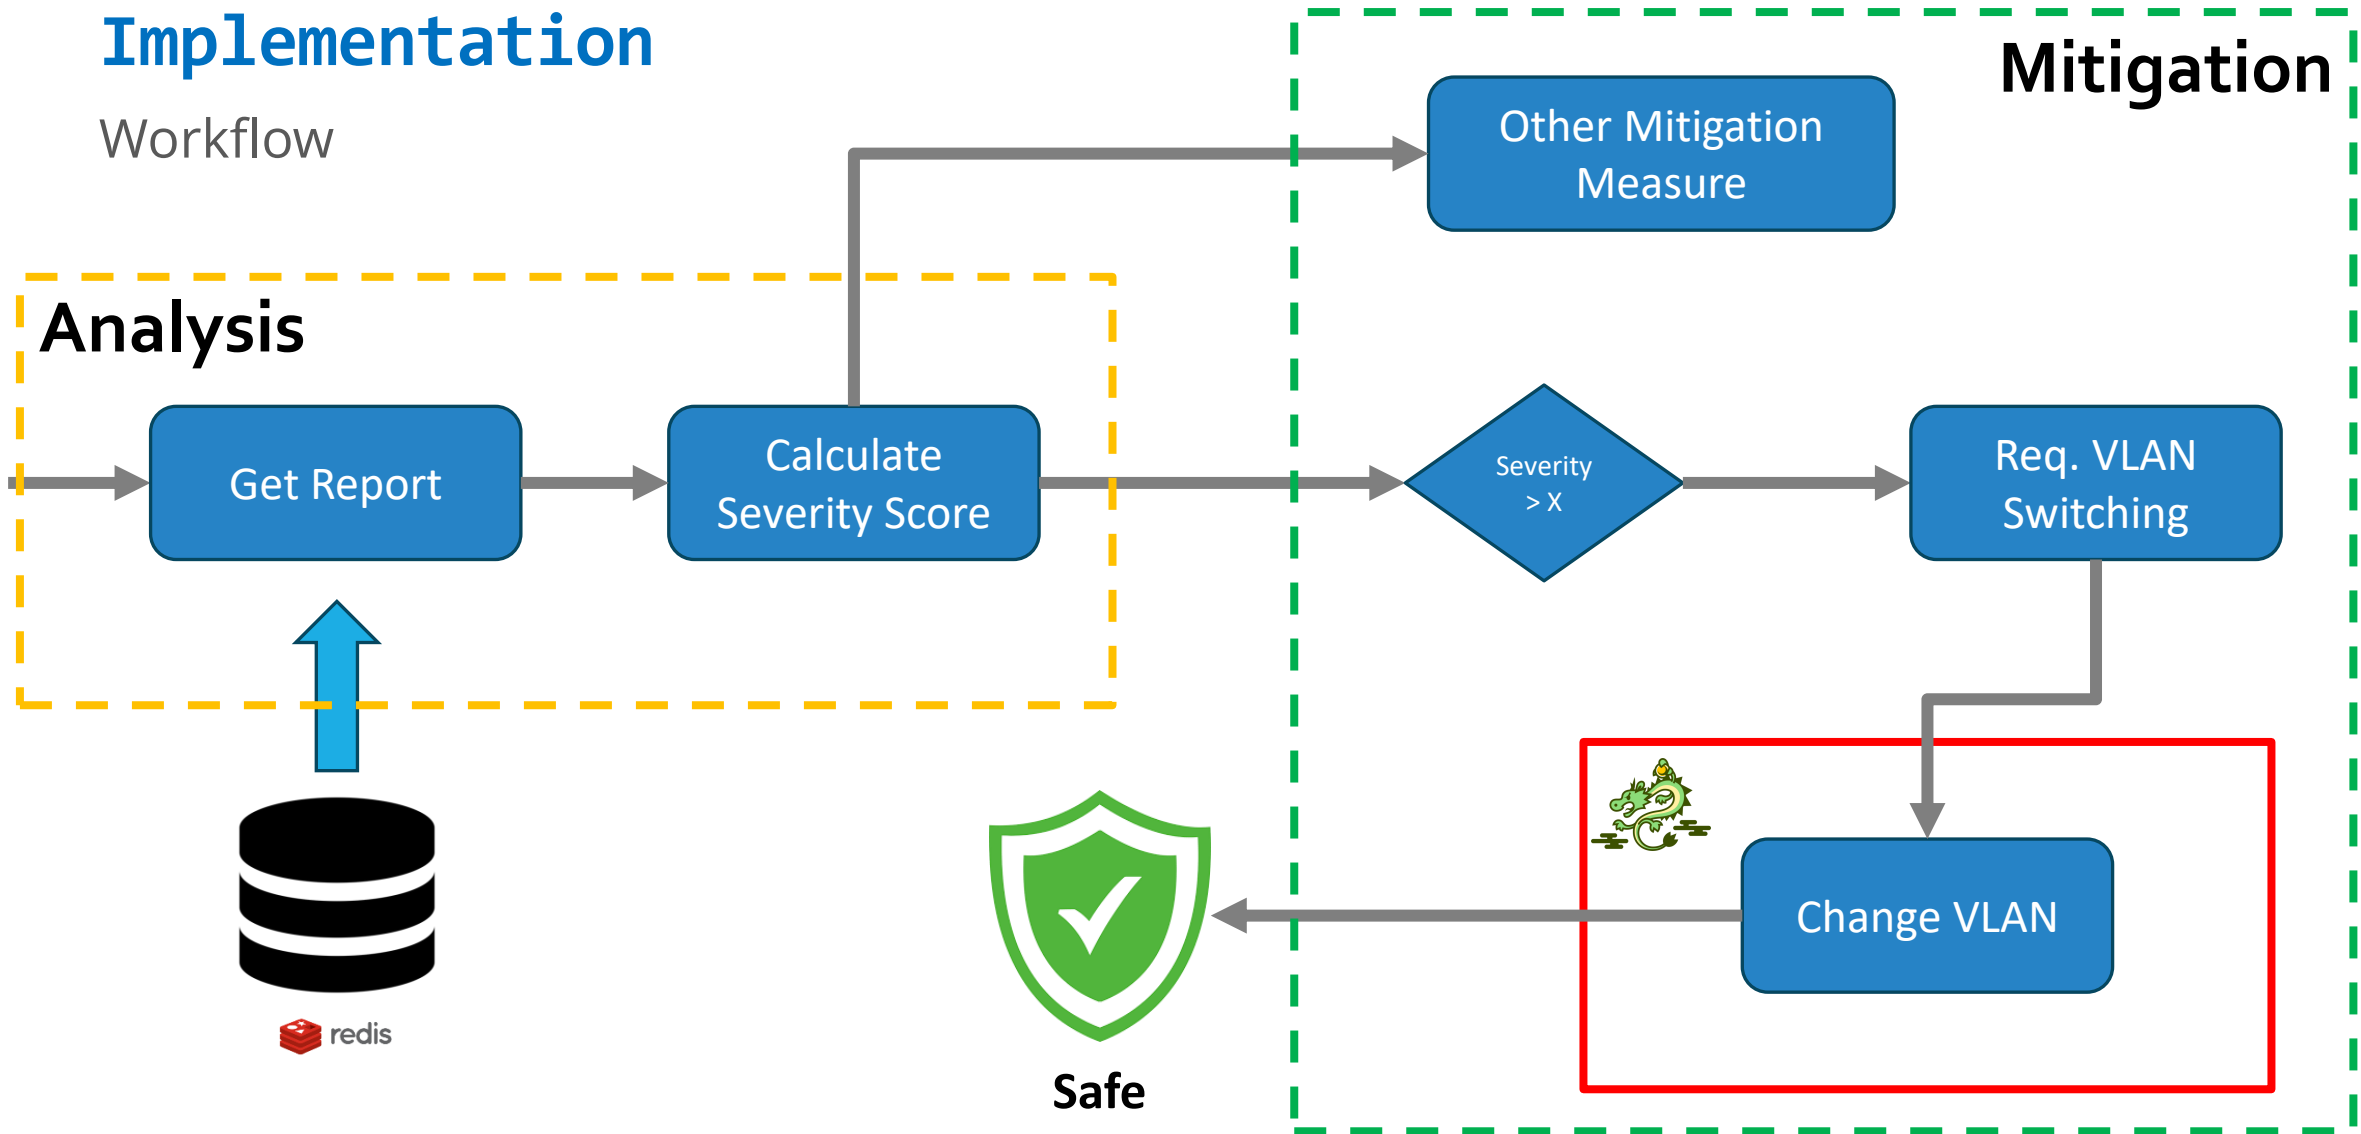 Implementation
Workflow
Mitigation
Other Mitigation
Measure
Analysis
Get Report
Calculate
Severity Score
Severity
> X
Req. VLAN
Switching
Change VLAN
redis
Safe